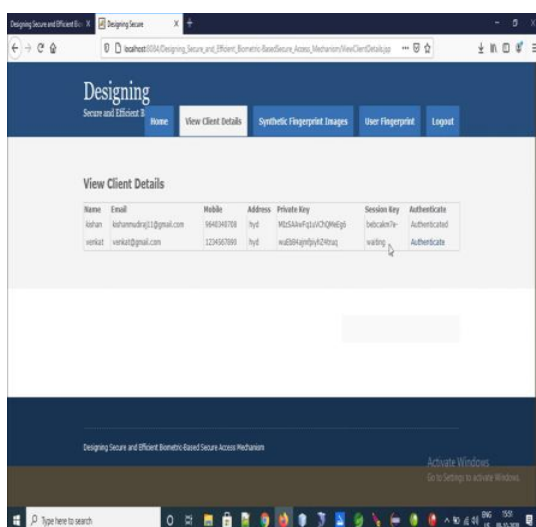 Designing Secure and Efficient Bio X
Designing Secure X +
localhost:8084/Designing_Secure_and_Efficient_Biometric-BasedSecure_Access_Mechanism/ViewClientDetails.jsp
Designing
Secure and Efficient B
Home View Client Details Synthetic Fingerprint Images User Fingerprint Logout
View Client Details
Name Email Mobile Address Private Key Session Key Authenticate
kishan kishanmudiraj11@gmail.com hyd Authenticated
venkat venkat@gmail.com 1234567890 hyd waiting Authenticate
Designing Secure and Efficient Biometric-Based Secure Access Mechanism
Activate Windows
Go to Settings to activate Windows.
Type here to search
ENG